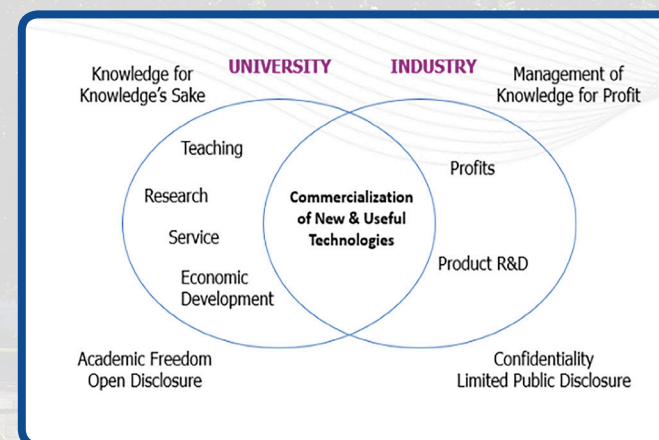 UNIVERSITY
INDUSTRY
Knowledge for
Knowledge's Sake
Management of
Knowledge for Profit
Teaching
Research
Service
Economic
Development
Commercialization
of New & Useful
Technologies
Profits
Product R&D
Academic Freedom
Open Disclosure
Confidentiality
Limited Public Disclosure